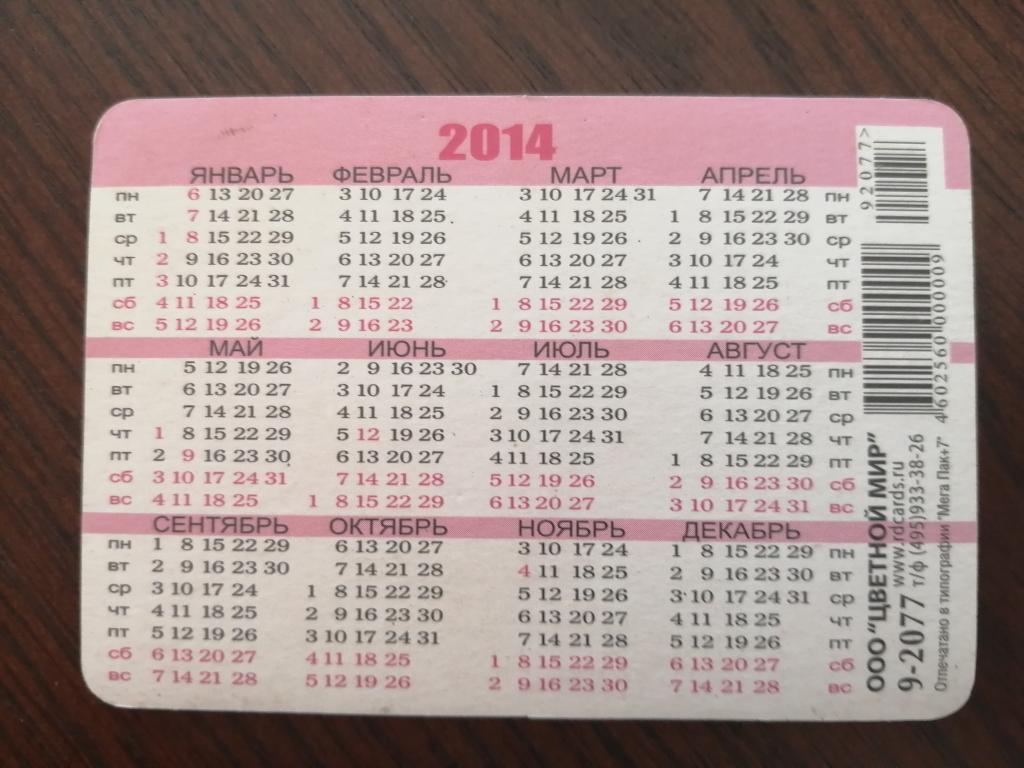 2014
ЯНВАРЬ ФЕВРАЛЬ МАРТ АПРЕЛЬ
пн 6 13 20 27 3 10 17 24 3 10 17 24 31 7 14 21 28 пн
вт 7 14 21 28 4 11 18 25 4 11 18 25 1 8 15 22 29 вт
ср 1 8 15 22 29 5 12 19 26 5 12 19 26 2 9 16 23 30 ср
чт 2 9 16 23 30 6 13 20 27 6 13 20 27 3 10 17 24 чт
пт 3 10 17 24 31 7 14 21 28 7 14 21 28 4 11 18 25 пт
сб 4 11 18 25 1 8 15 22 1 8 15 22 29 5 12 19 26 сб
вс 5 12 19 26 2 9 16 23 2 9 16 23 30 6 13 20 27 вс
МАЙ ИЮНЬ ИЮЛЬ АВГУСТ
пн 5 12 19 26 2 9 16 23 30 7 14 21 28 4 11 18 25 пн
вт 6 13 20 27 3 10 17 24 1 8 15 22 29 5 12 19 26 вт
ср 7 14 21 28 4 11 18 25 2 9 16 23 30 6 13 20 27 ср
чт 1 8 15 22 29 5 12 19 26 3 10 17 24 31 7 14 21 28 чт
пт 2 9 16 23 30 6 13 20 27 4 11 18 25 1 8 15 22 29 пт
сб 3 10 17 24 31 7 14 21 28 5 12 19 26 2 9 16 23 30 сб
вс 4 11 18 25 1 8 15 22 29 6 13 20 27 3 10 17 24 31 вс
СЕНТЯБРЬ ОКТЯБРЬ НОЯБРЬ ДЕКАБРЬ
пн 1 8 15 22 29 6 13 20 27 3 10 17 24 1 8 15 22 29 пн
вт 2 9 16 23 30 7 14 21 28 4 11 18 25 2 9 16 23 30 вт
ср 3 10 17 24 1 8 15 22 29 5 12 19 26 3 10 17 24 31 ср
чт 4 11 18 25 2 9 16 23 30 6 13 20 27 4 11 18 25 чт
пт 5 12 19 26 3 10 17 24 31 7 14 21 28 5 12 19 26 пт
сб 6 13 20 27 4 11 18 25 1 8 15 22 29 6 13 20 27 сб
вс 7 14 21 28 5 12 19 26 2 9 16 23 30 7 14 21 28 вс
92077>
4 602560 000009
ООО "ЦВЕТНОЙ МИР"
www.rdcards.ru
9-2077 т/ф (495)933-38-26
Отпечатано в типографии "Мега Пак+7"